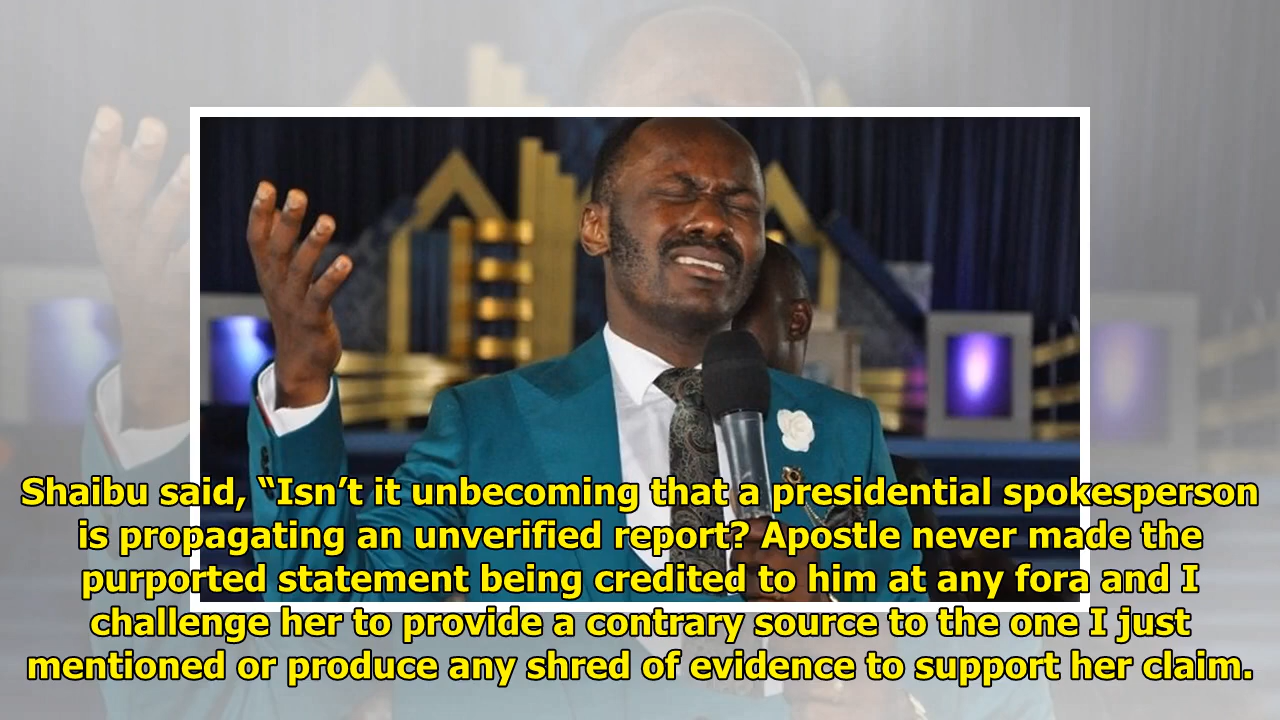 Shaibu said, “Isn’t it unbecoming that a presidential spokesperson
is propagating an unverified report? Apostle never made the
purported statement being credited to him at any fora and I
challenge her to provide a contrary source to the one I just
mentioned or produce any shred of evidence to support her claim.